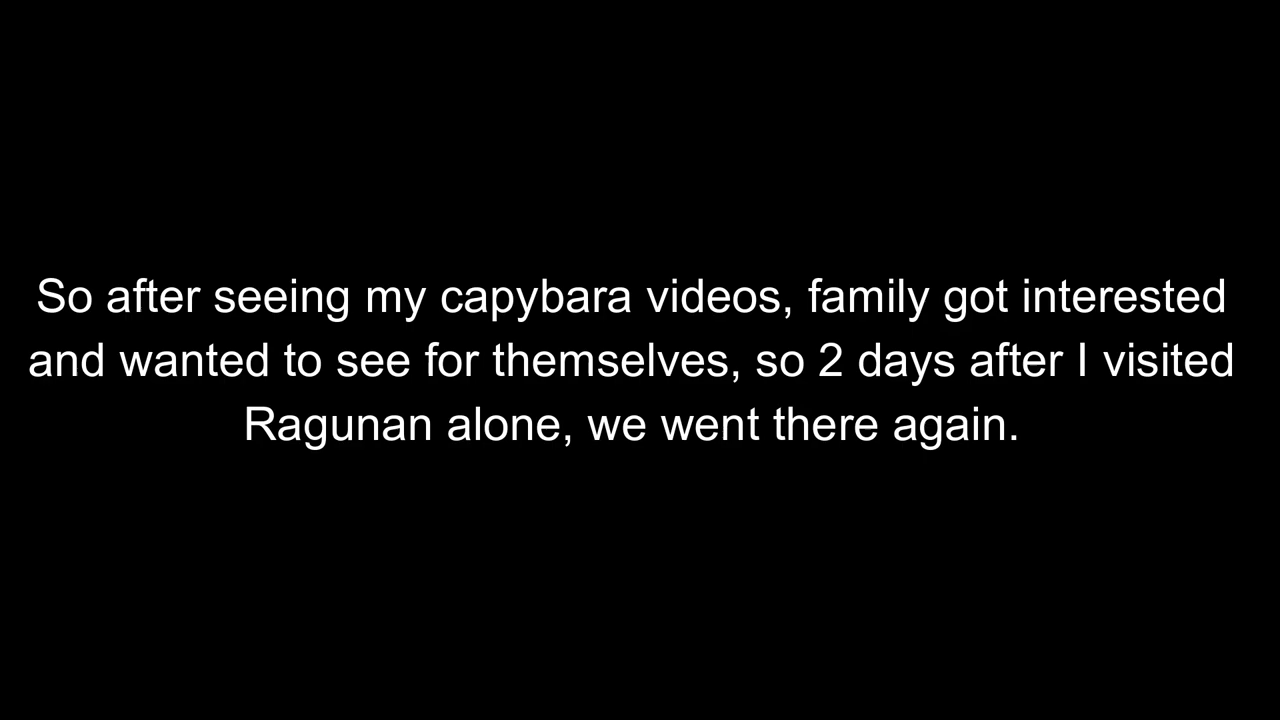 So after seeing my capybara videos, family got interested
and wanted to see for themselves, so 2 days after I visited
Ragunan alone, we went there again.